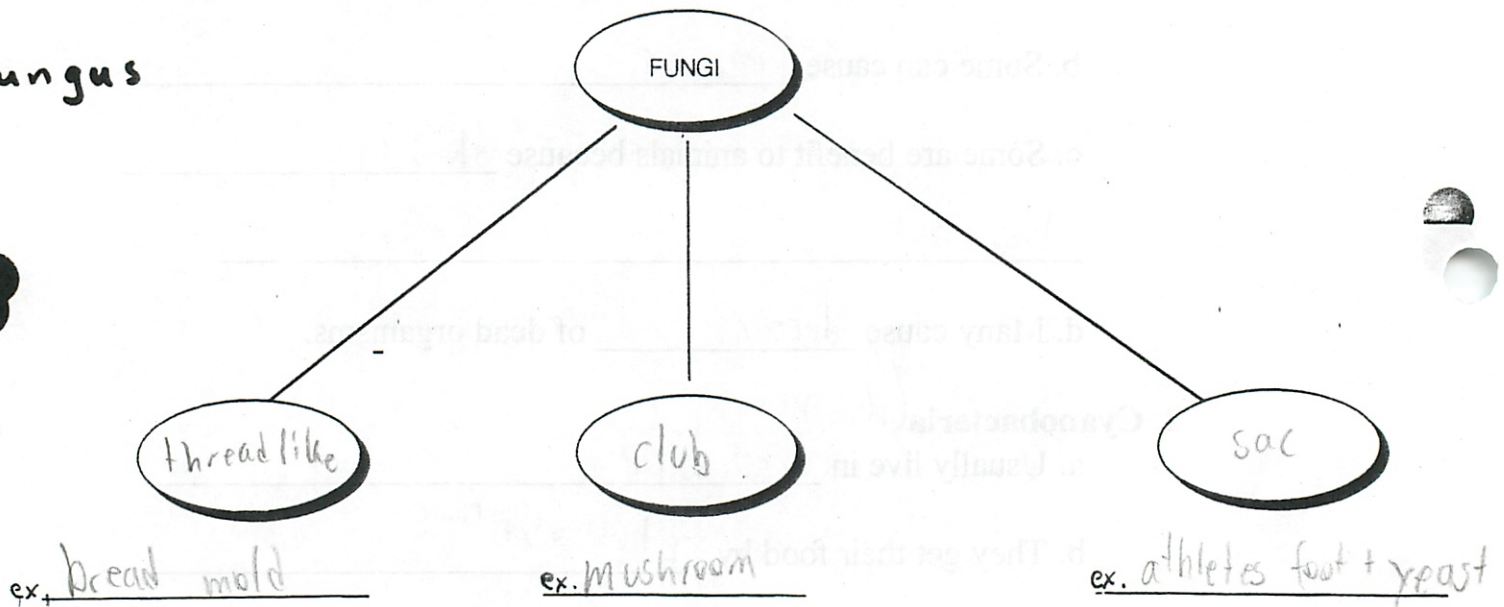 ungus
FUNGI
threadlike
club
sac
ex. bread mold
ex. mushroom
ex. athletes foot + yeast
b. Some can cause
c. Some are benefit to animals because
d. Many cause
of dead organisms.
Cyanobacteria
a. Usually live in
b. They get their food by